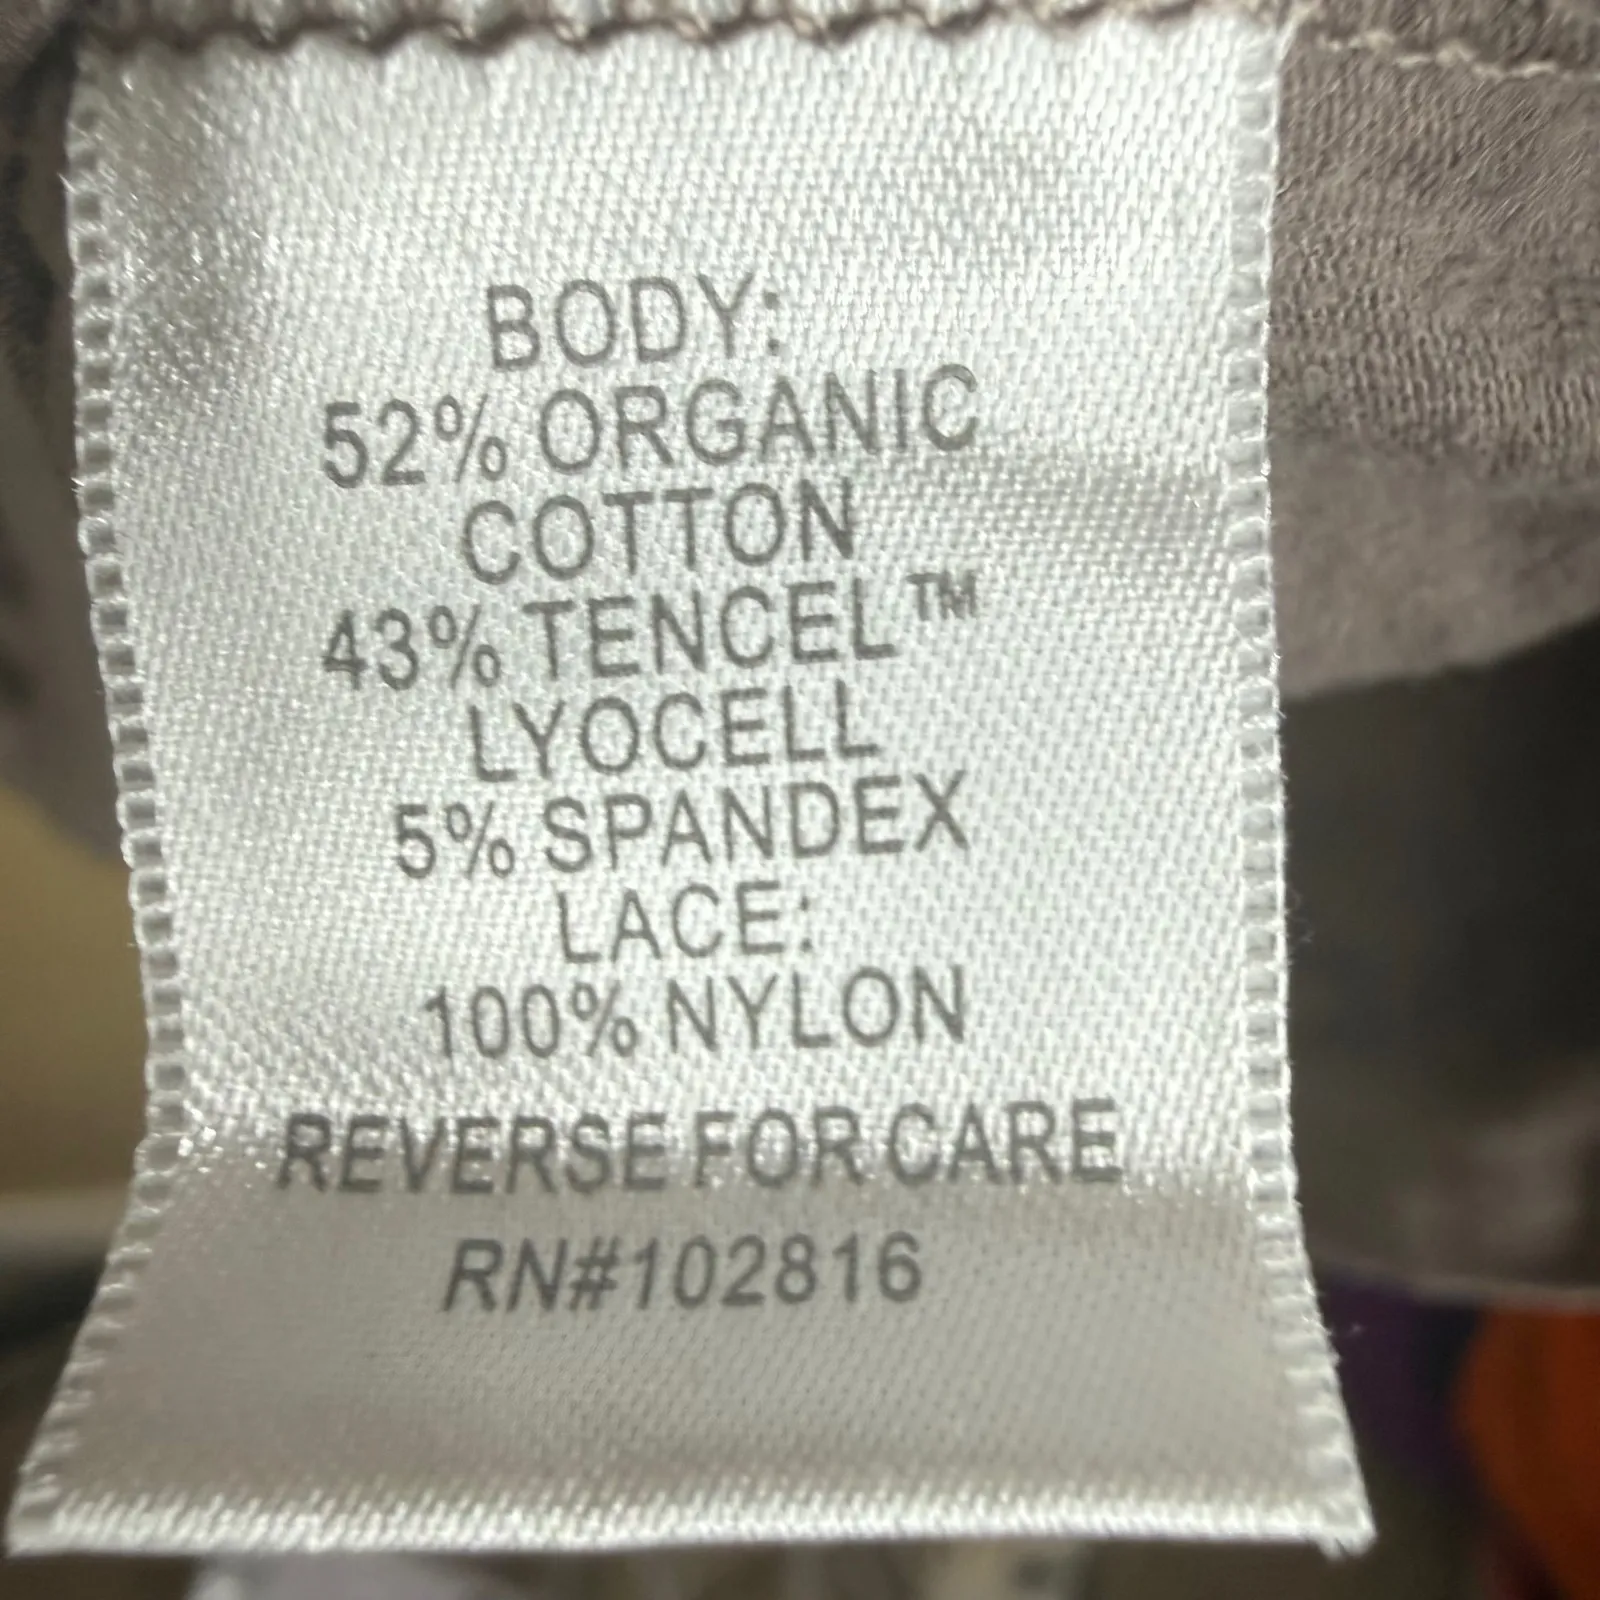 BODY:
52% ORGANIC
COTTON
43% TENCEL™
LYOCELL
5% SPANDEX
LACE:
100% NYLON
REVERSE FOR CARE
RN#102816